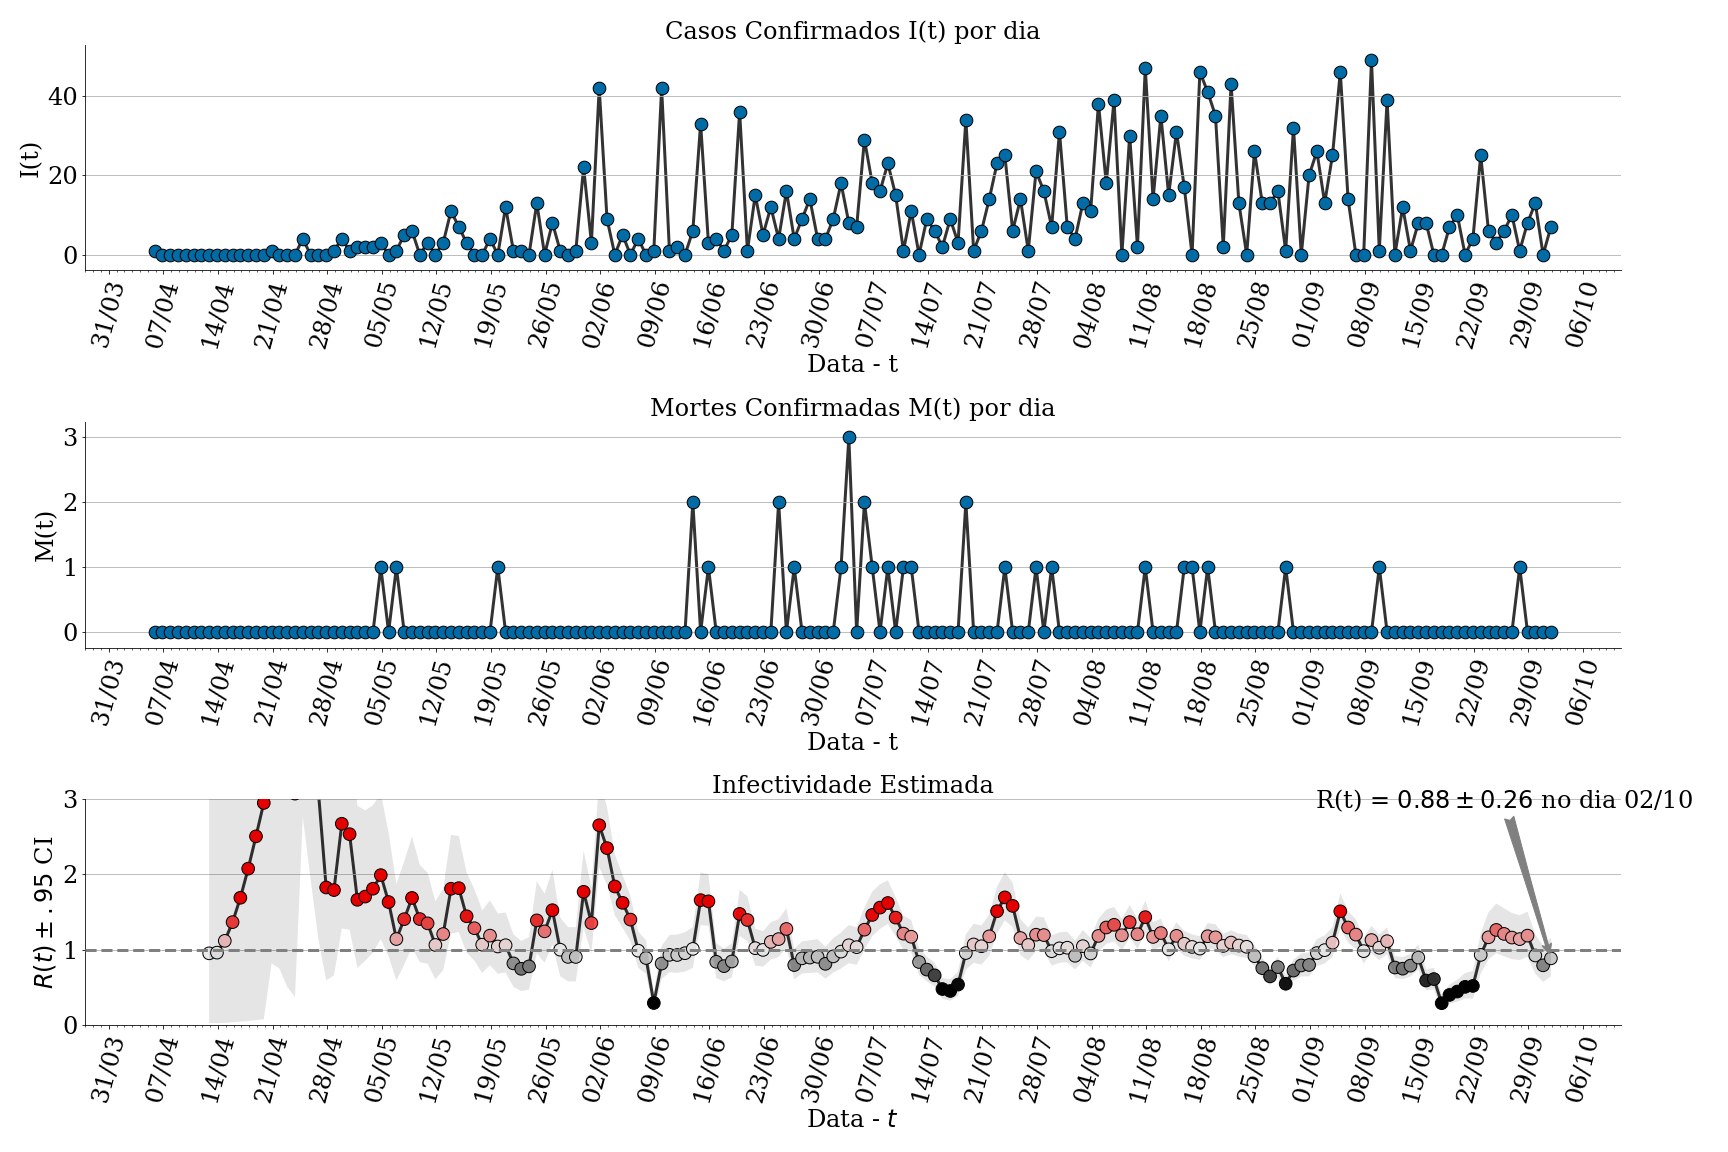 Casos Confirmados I(t) por dia
I(t)
40
20
0
31/03 07/04 14/04 21/04 28/04 05/05 12/05 19/05 26/05 02/06 09/06 16/06 23/06 30/06 07/07 14/07 21/07 28/07 04/08 11/08 18/08 25/08 01/09 08/09 15/09 22/09 29/09 06/10
Data - t
Mortes Confirmadas M(t) por dia
M(t)
3
2
1
0
31/03 07/04 14/04 21/04 28/04 05/05 12/05 19/05 26/05 02/06 09/06 16/06 23/06 30/06 07/07 14/07 21/07 28/07 04/08 11/08 18/08 25/08 01/09 08/09 15/09 22/09 29/09 06/10
Data - t
Infectividade Estimada
R(t) = 0.88 ± 0.26 no dia 02/10
R(t) ± .95 CI
3
2
1
0
31/03 07/04 14/04 21/04 28/04 05/05 12/05 19/05 26/05 02/06 09/06 16/06 23/06 30/06 07/07 14/07 21/07 28/07 04/08 11/08 18/08 25/08 01/09 08/09 15/09 22/09 29/09 06/10
Data - t